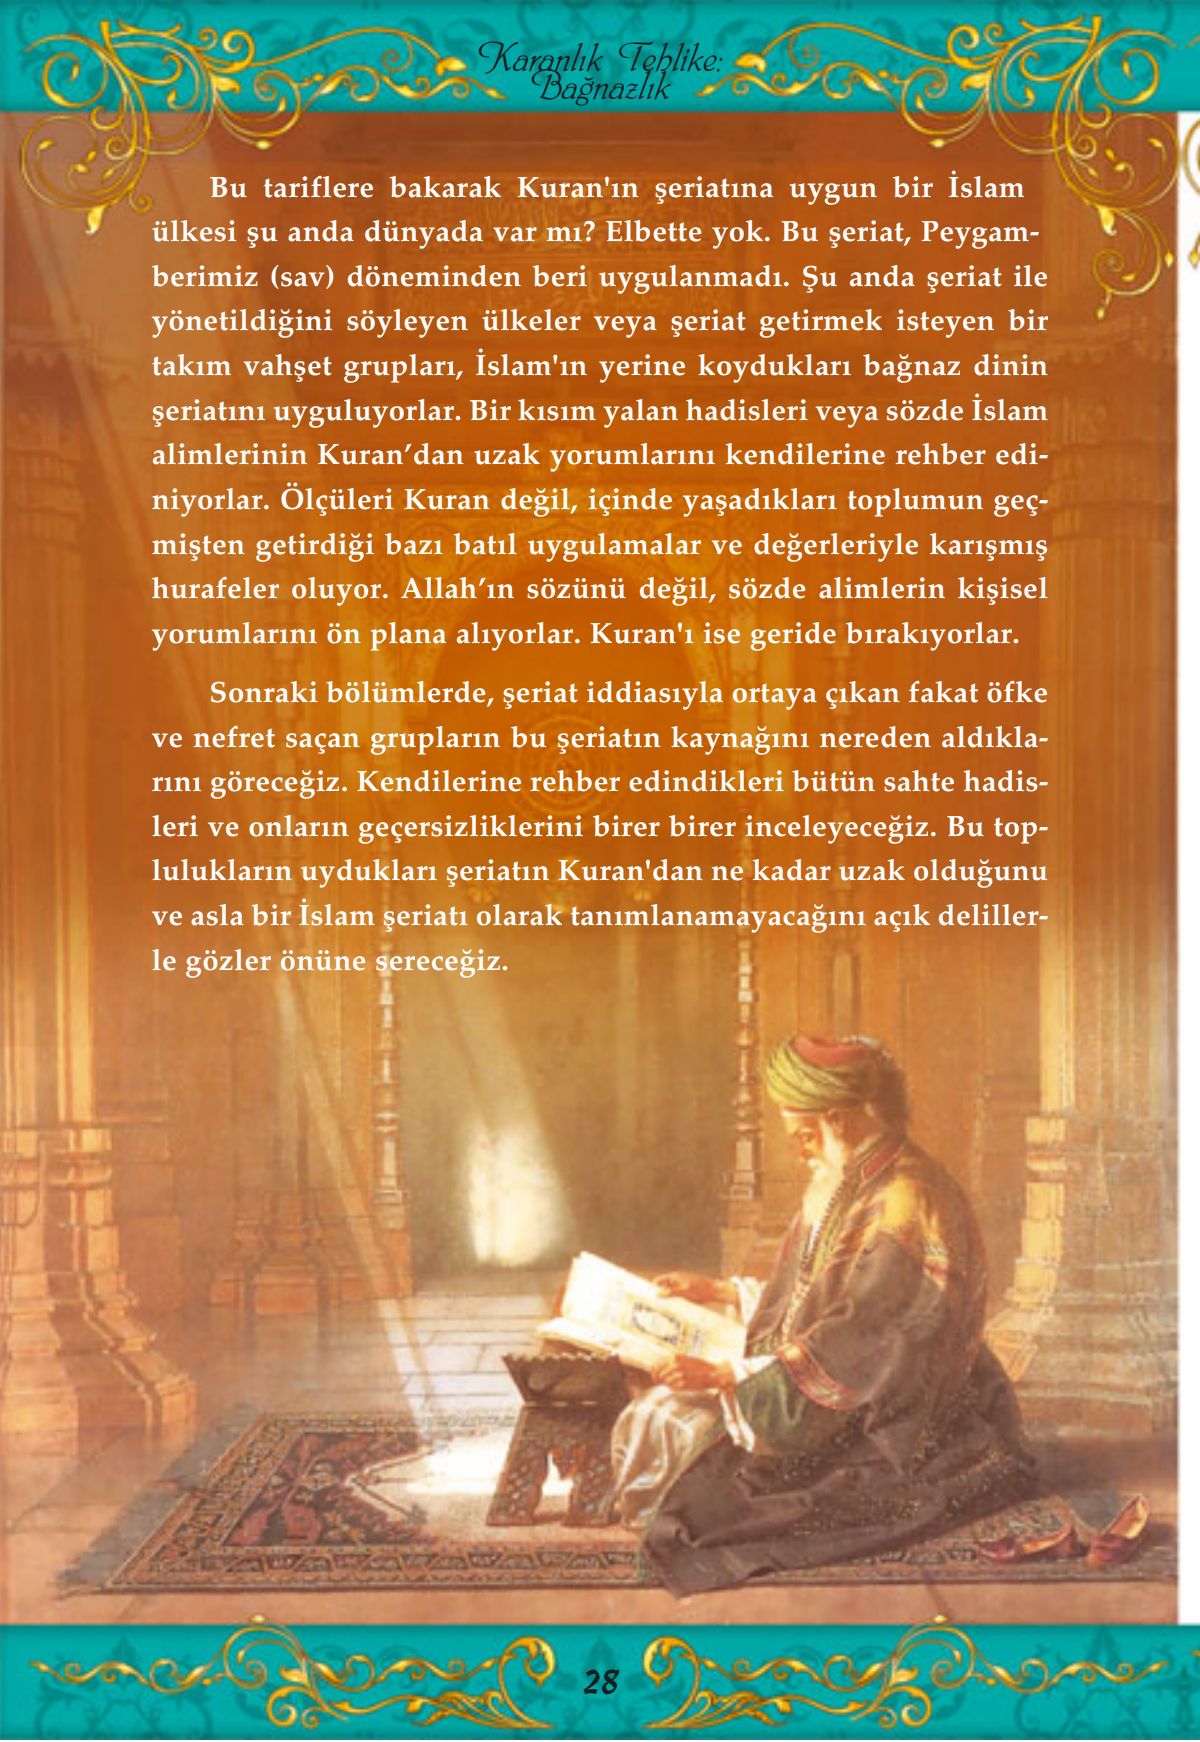 Karanlık Tehlike:
Bağnazlık
Bu tariflere bakarak Kuran'ın şeriatına uygun bir İslam
ülkesi şu anda dünyada var mı? Elbette yok. Bu şeriat, Peygam-
berimiz (sav) döneminden beri uygulanmadı. Şu anda şeriat ile
yönetildiğini söyleyen ülkeler veya şeriat getirmek isteyen bir
takım vahşet grupları, İslam'ın yerine koydukları bağnaz dinin
şeriatını uyguluyorlar. Bir kısım yalan hadisleri veya sözde İslam
alimlerinin Kuran’dan uzak yorumlarını kendilerine rehber edi-
niyorlar. Ölçüleri Kuran değil, içinde yaşadıkları toplumun geç-
mişten getirdiği bazı batıl uygulamalar ve değerleriyle karışmış
hurafeler oluyor. Allah’ın sözünü değil, sözde alimlerin kişisel
yorumlarını ön plana alıyorlar. Kuran'ı ise geride bırakıyorlar.
Sonraki bölümlerde, şeriat iddiasıyla ortaya çıkan fakat öfke
ve nefret saçan grupların bu şeriatın kaynağını nereden aldıkla-
rını göreceğiz. Kendilerine rehber edindikleri bütün sahte hadis-
leri ve onların geçersizliklerini birer birer inceleyeceğiz. Bu top-
lulukların uydukları şeriatın Kuran'dan ne kadar uzak olduğunu
ve asla bir İslam şeriatı olarak tanımlanamayacağını açık deliller-
le gözler önüne sereceğiz.
28